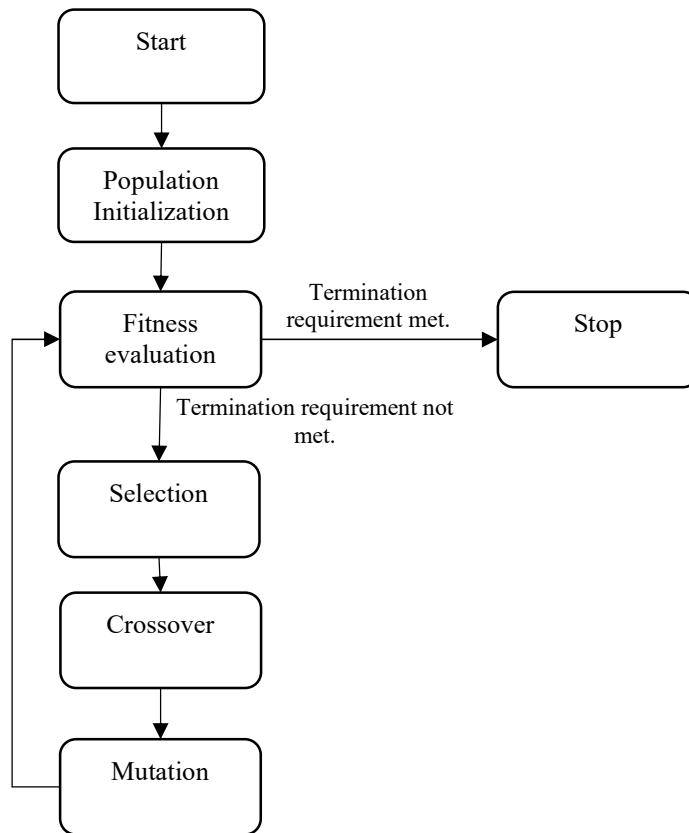 Start
Population
Initialization
Fitness
evaluation
Termination
requirement met.
Stop
Termination requirement not
met.
Selection
Crossover
Mutation